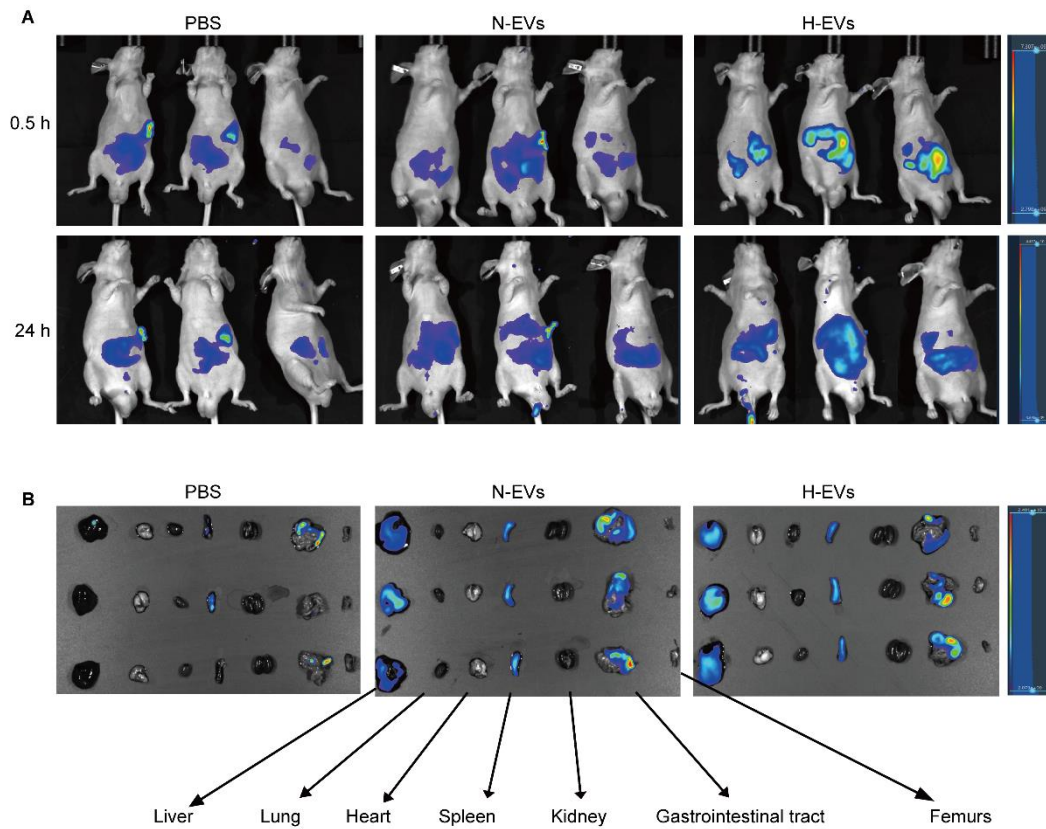 A
PBS
N-EVs
H-EVs
0.5 h
24 h
B
PBS
N-EVs
H-EVs
Liver
Lung
Heart
Spleen
Kidney
Gastrointestinal tract
Femurs